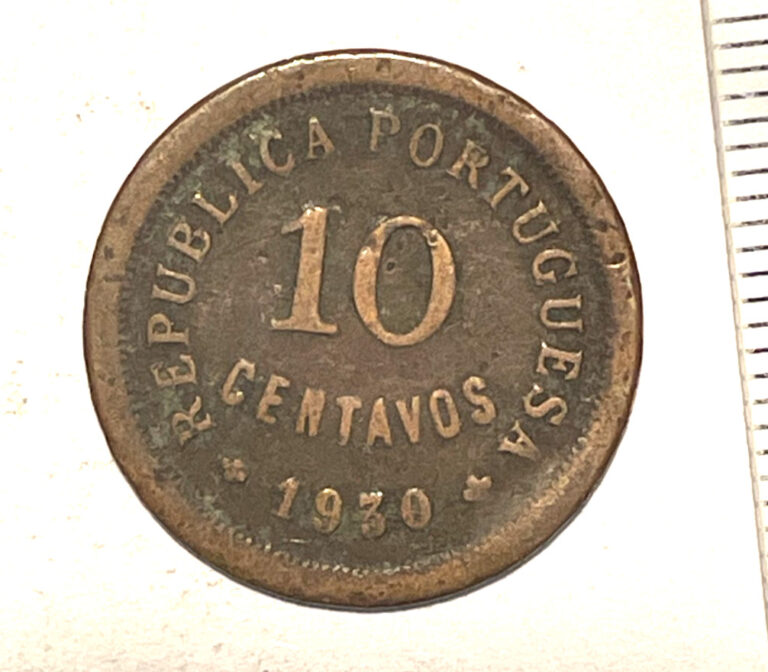 REPUBLICA PORTUGUESA
10
CENTAVOS
* 1930 *